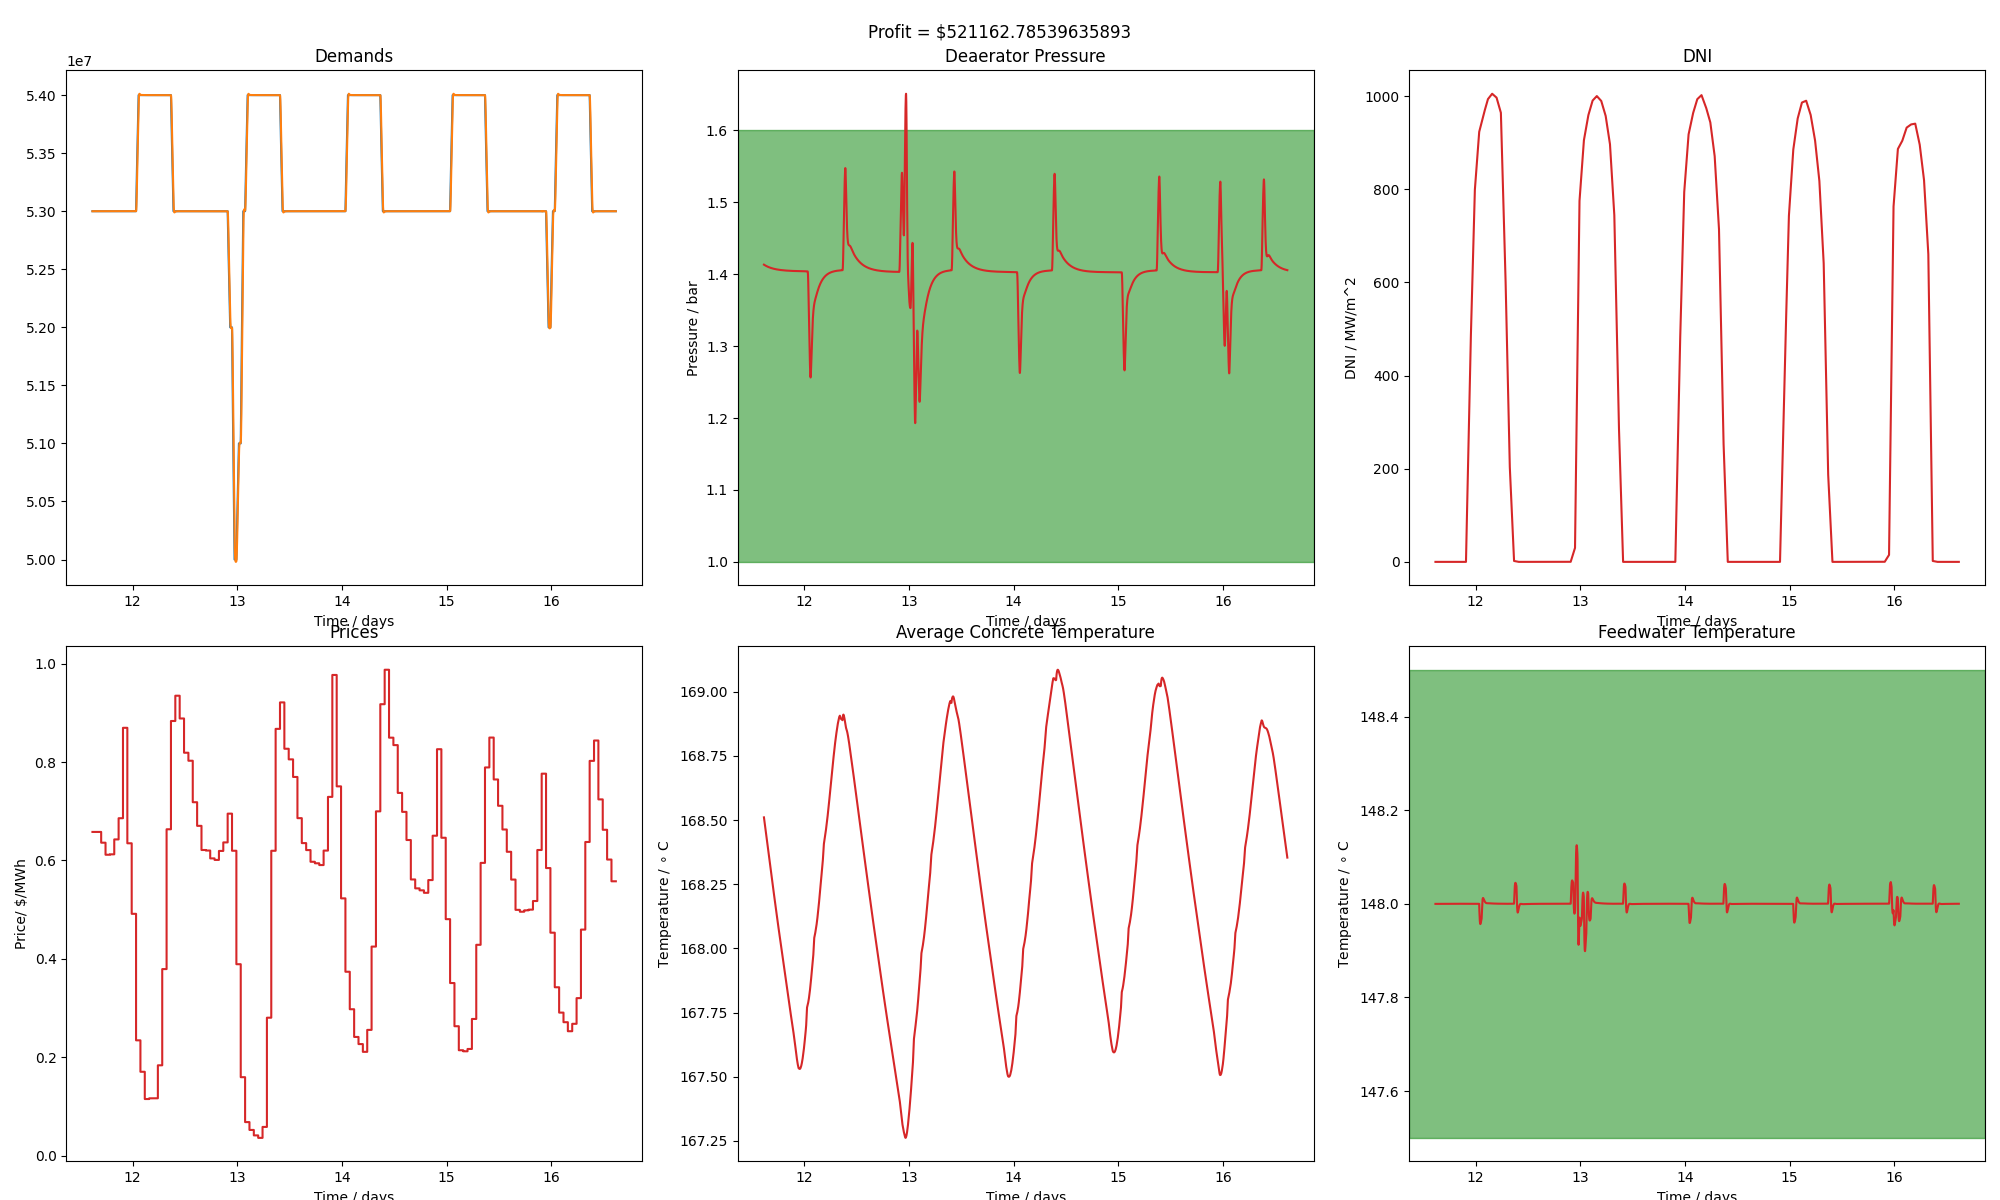 Profit = $521162.78539635893
Demands
1e7
5.40
5.35
5.30
5.25
5.20
5.15
5.10
5.05
5.00
12 13 14 15 16
Time / days
Deaerator Pressure
Pressure / bar
1.6
1.5
1.4
1.3
1.2
1.1
1.0
12 13 14 15 16
Time / days
DNI
DNI / MW/m^2
1000
800
600
400
200
0
12 13 14 15 16
Time / days
Prices
Price/ $/MWh
1.0
0.8
0.6
0.4
0.2
0.0
12 13 14 15 16
Time / days
Average Concrete Temperature
Temperature / ∘ C
169.00
168.75
168.50
168.25
168.00
167.75
167.50
167.25
12 13 14 15 16
Time / days
Feedwater Temperature
Temperature / ∘ C
148.4
148.2
148.0
147.8
147.6
12 13 14 15 16
Time / days